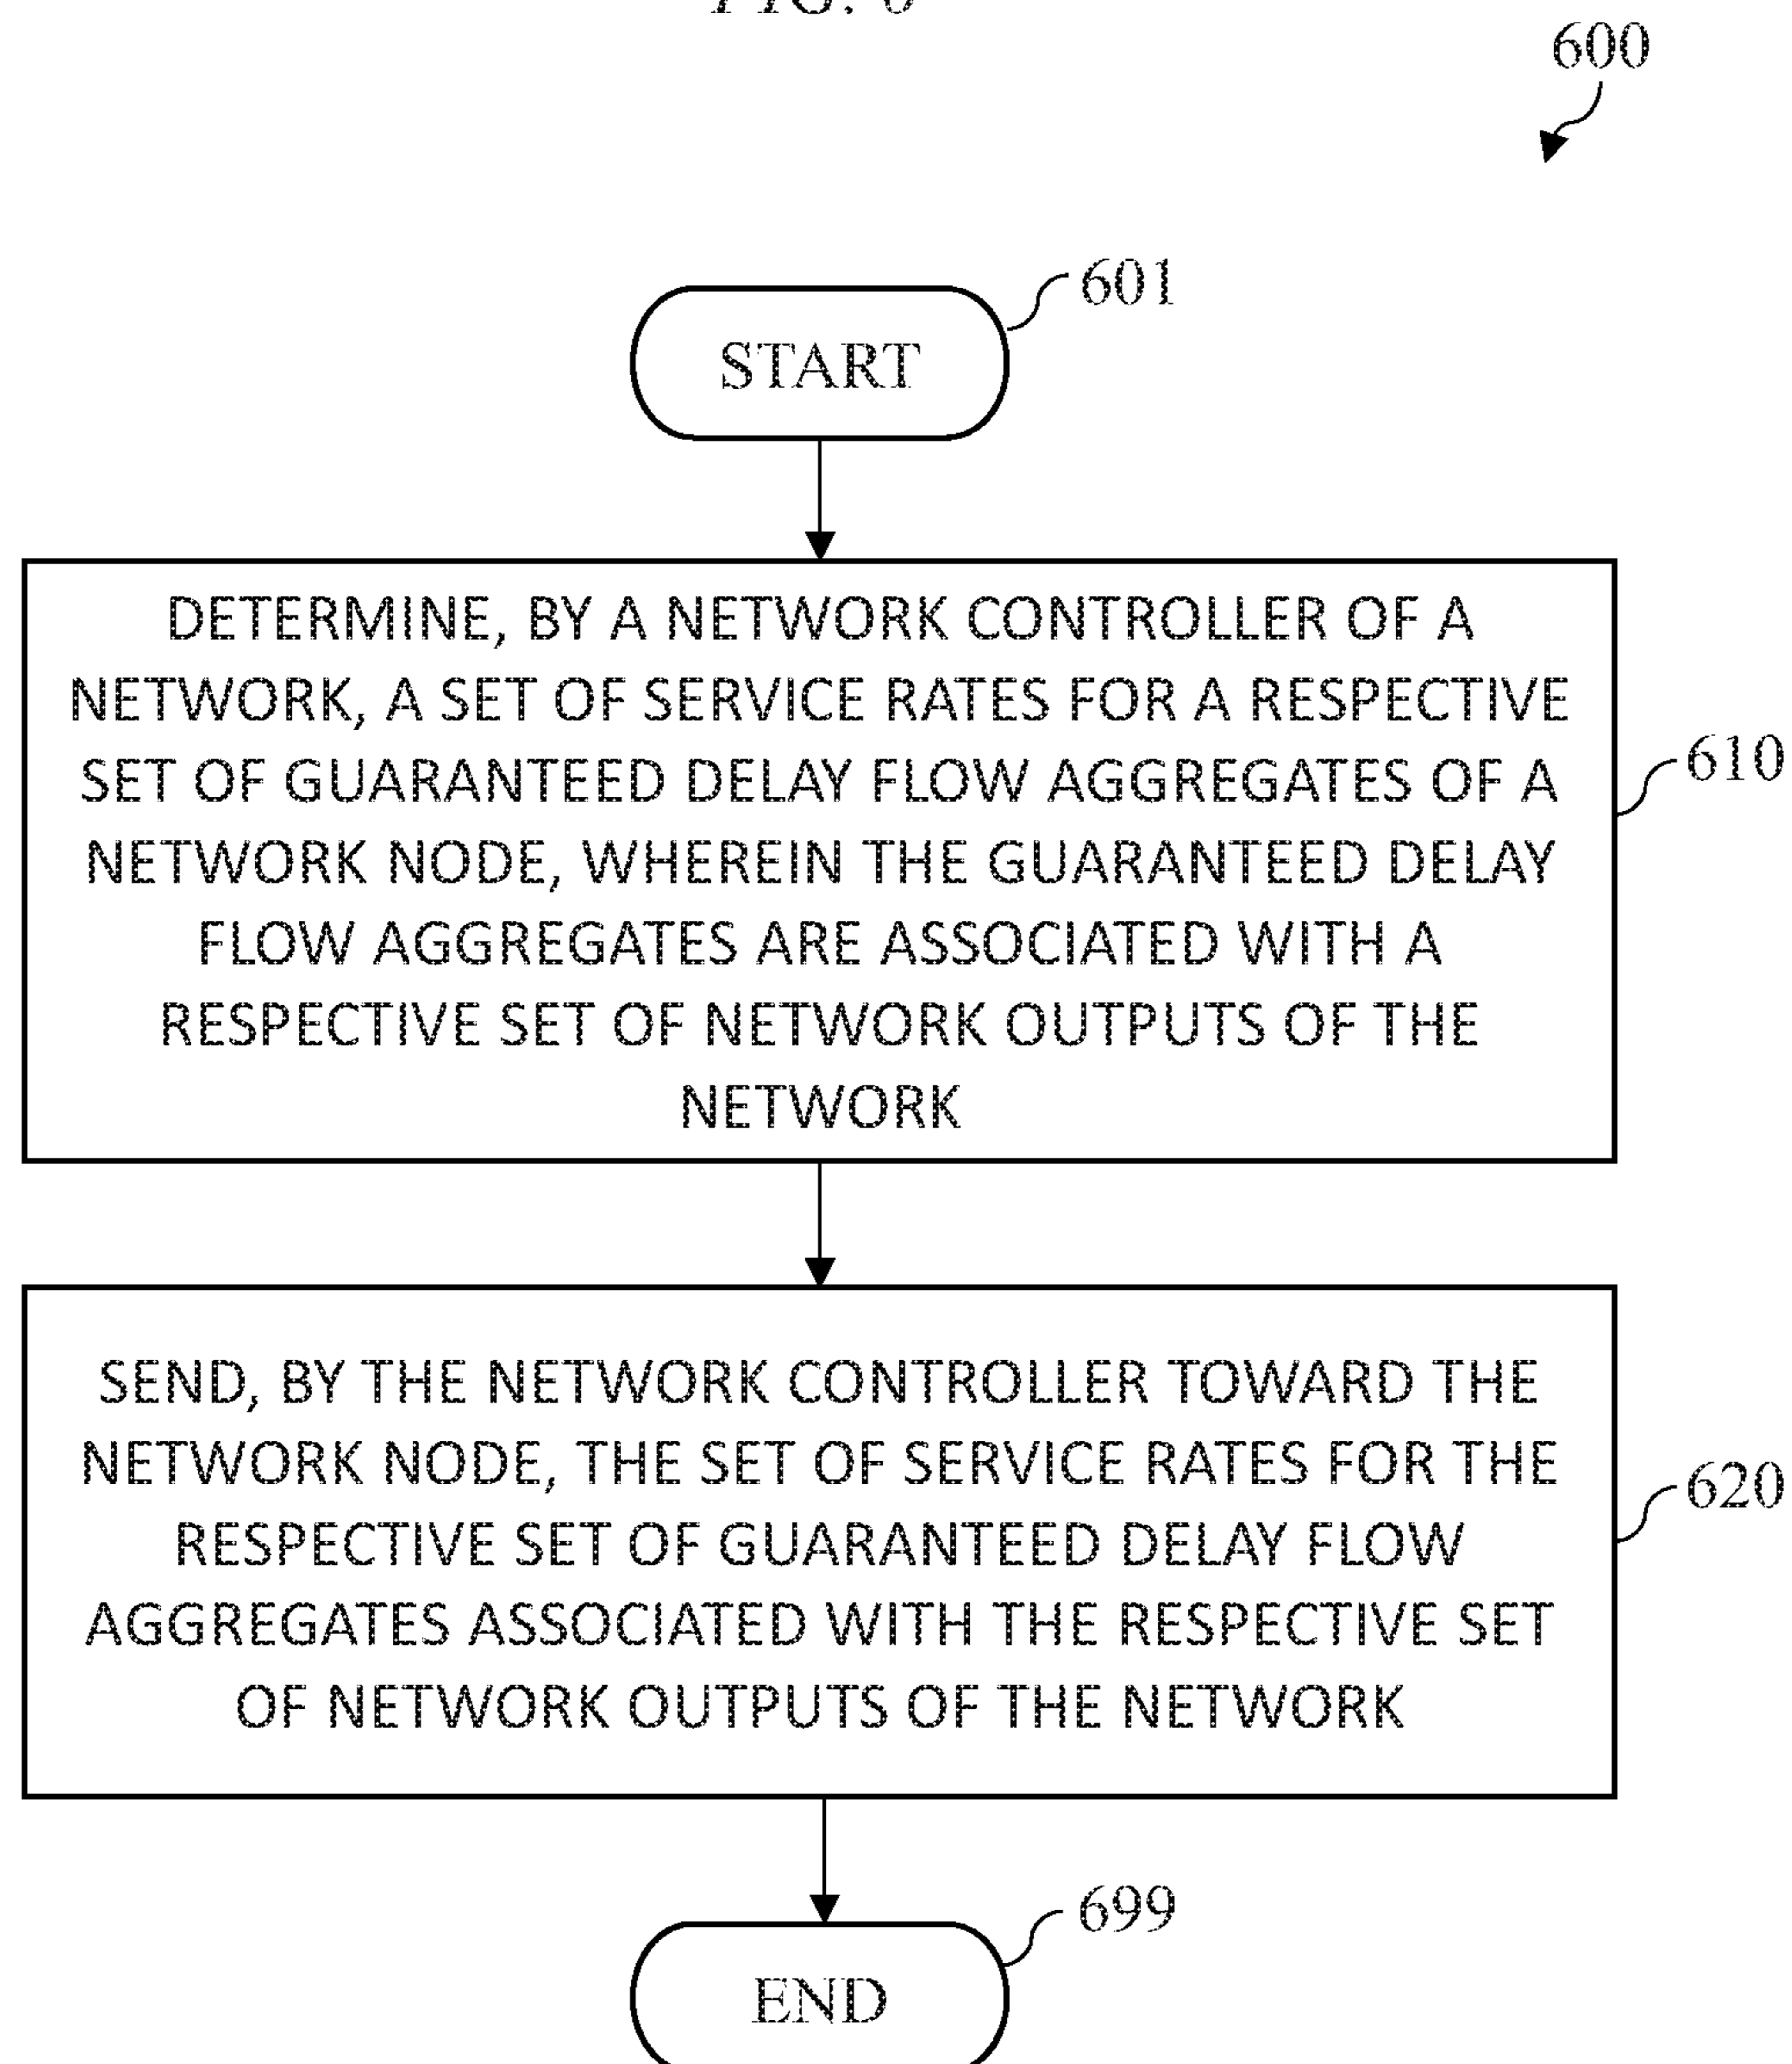 FIG. 6
600
601
START
DETERMINE, BY A NETWORK CONTROLLER OF A
NETWORK, A SET OF SERVICE RATES FOR A RESPECTIVE
SET OF GUARANTEED DELAY FLOW AGGREGATES OF A
NETWORK NODE, WHEREIN THE GUARANTEED DELAY
FLOW AGGREGATES ARE ASSOCIATED WITH A
RESPECTIVE SET OF NETWORK OUTPUTS OF THE
NETWORK
610
SEND, BY THE NETWORK CONTROLLER TOWARD THE
NETWORK NODE, THE SET OF SERVICE RATES FOR THE
RESPECTIVE SET OF GUARANTEED DELAY FLOW
AGGREGATES ASSOCIATED WITH THE RESPECTIVE SET
OF NETWORK OUTPUTS OF THE NETWORK
620
699
END